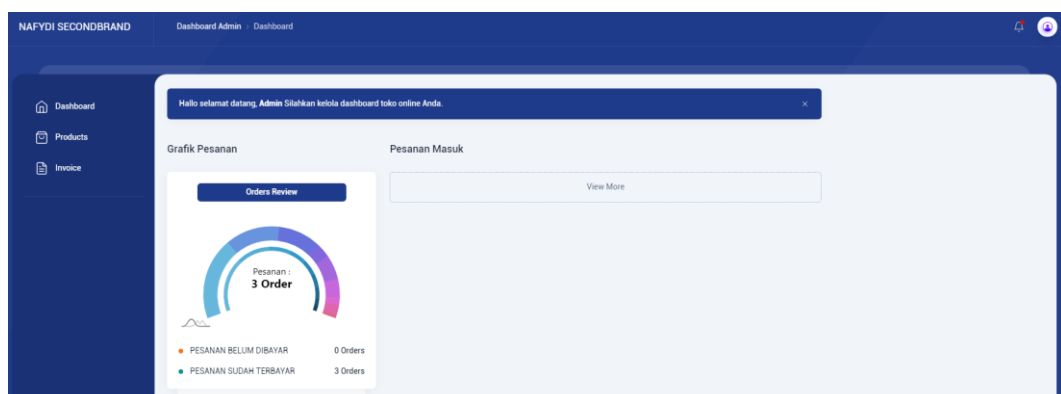 NAFYDI SECONDBRAND
Dashboard Admin > Dashboard
Dashboard
Products
Invoice
Hallo selamat datang, Admin Silahkan kelola dashboard toko online Anda. ×
Grafik Pesanan
Orders Review
Pesanan :
3 Order
PESANAN BELUM DIBAYAR 0 Orders
PESANAN SUDAH TERBAYAR 3 Orders
Pesanan Masuk
View More